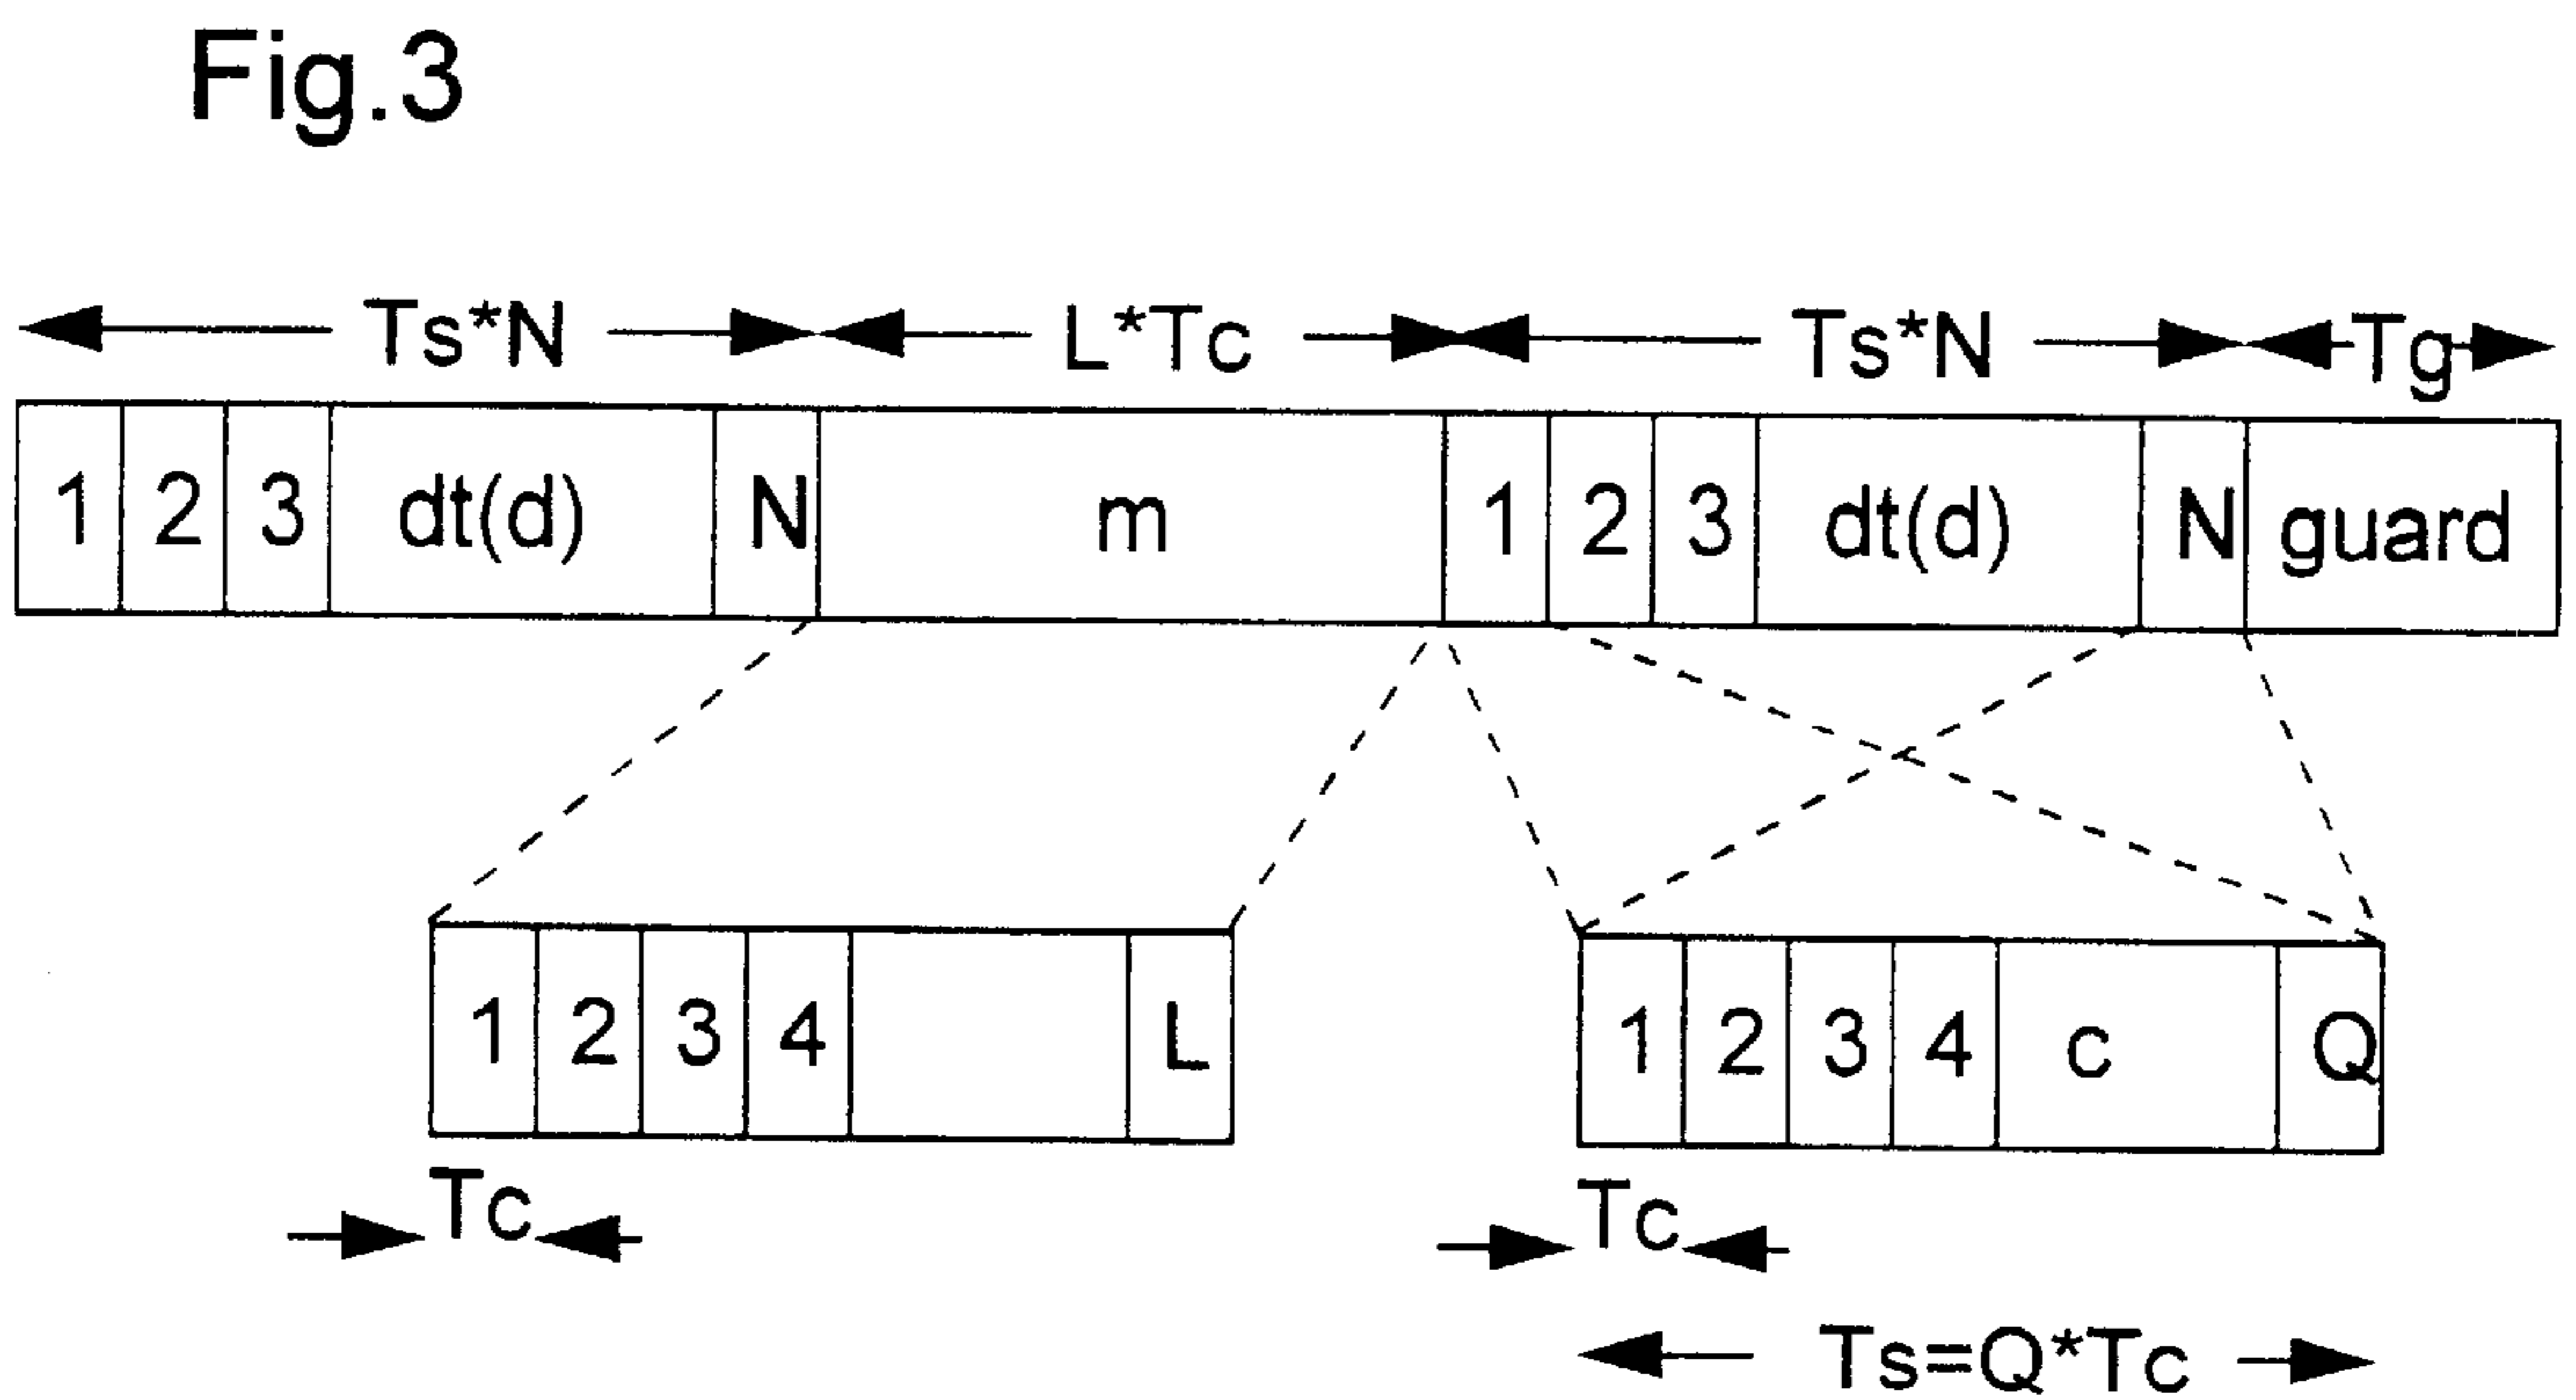 Fig.3
Ts*N L*Tc Ts*N Tg
1 2 3 dt(d) N m 1 2 3 dt(d) N guard
1 2 3 4 L 1 2 3 4 c Q
Tc Tc
Ts=Q*Tc